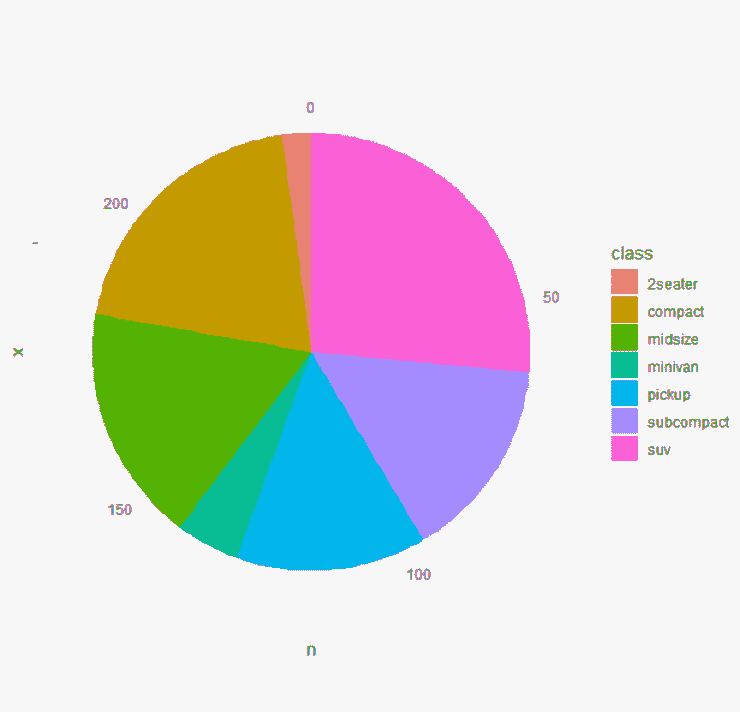 0
200
50
x
150
100
n
class
2seater
compact
midsize
minivan
pickup
subcompact
suv